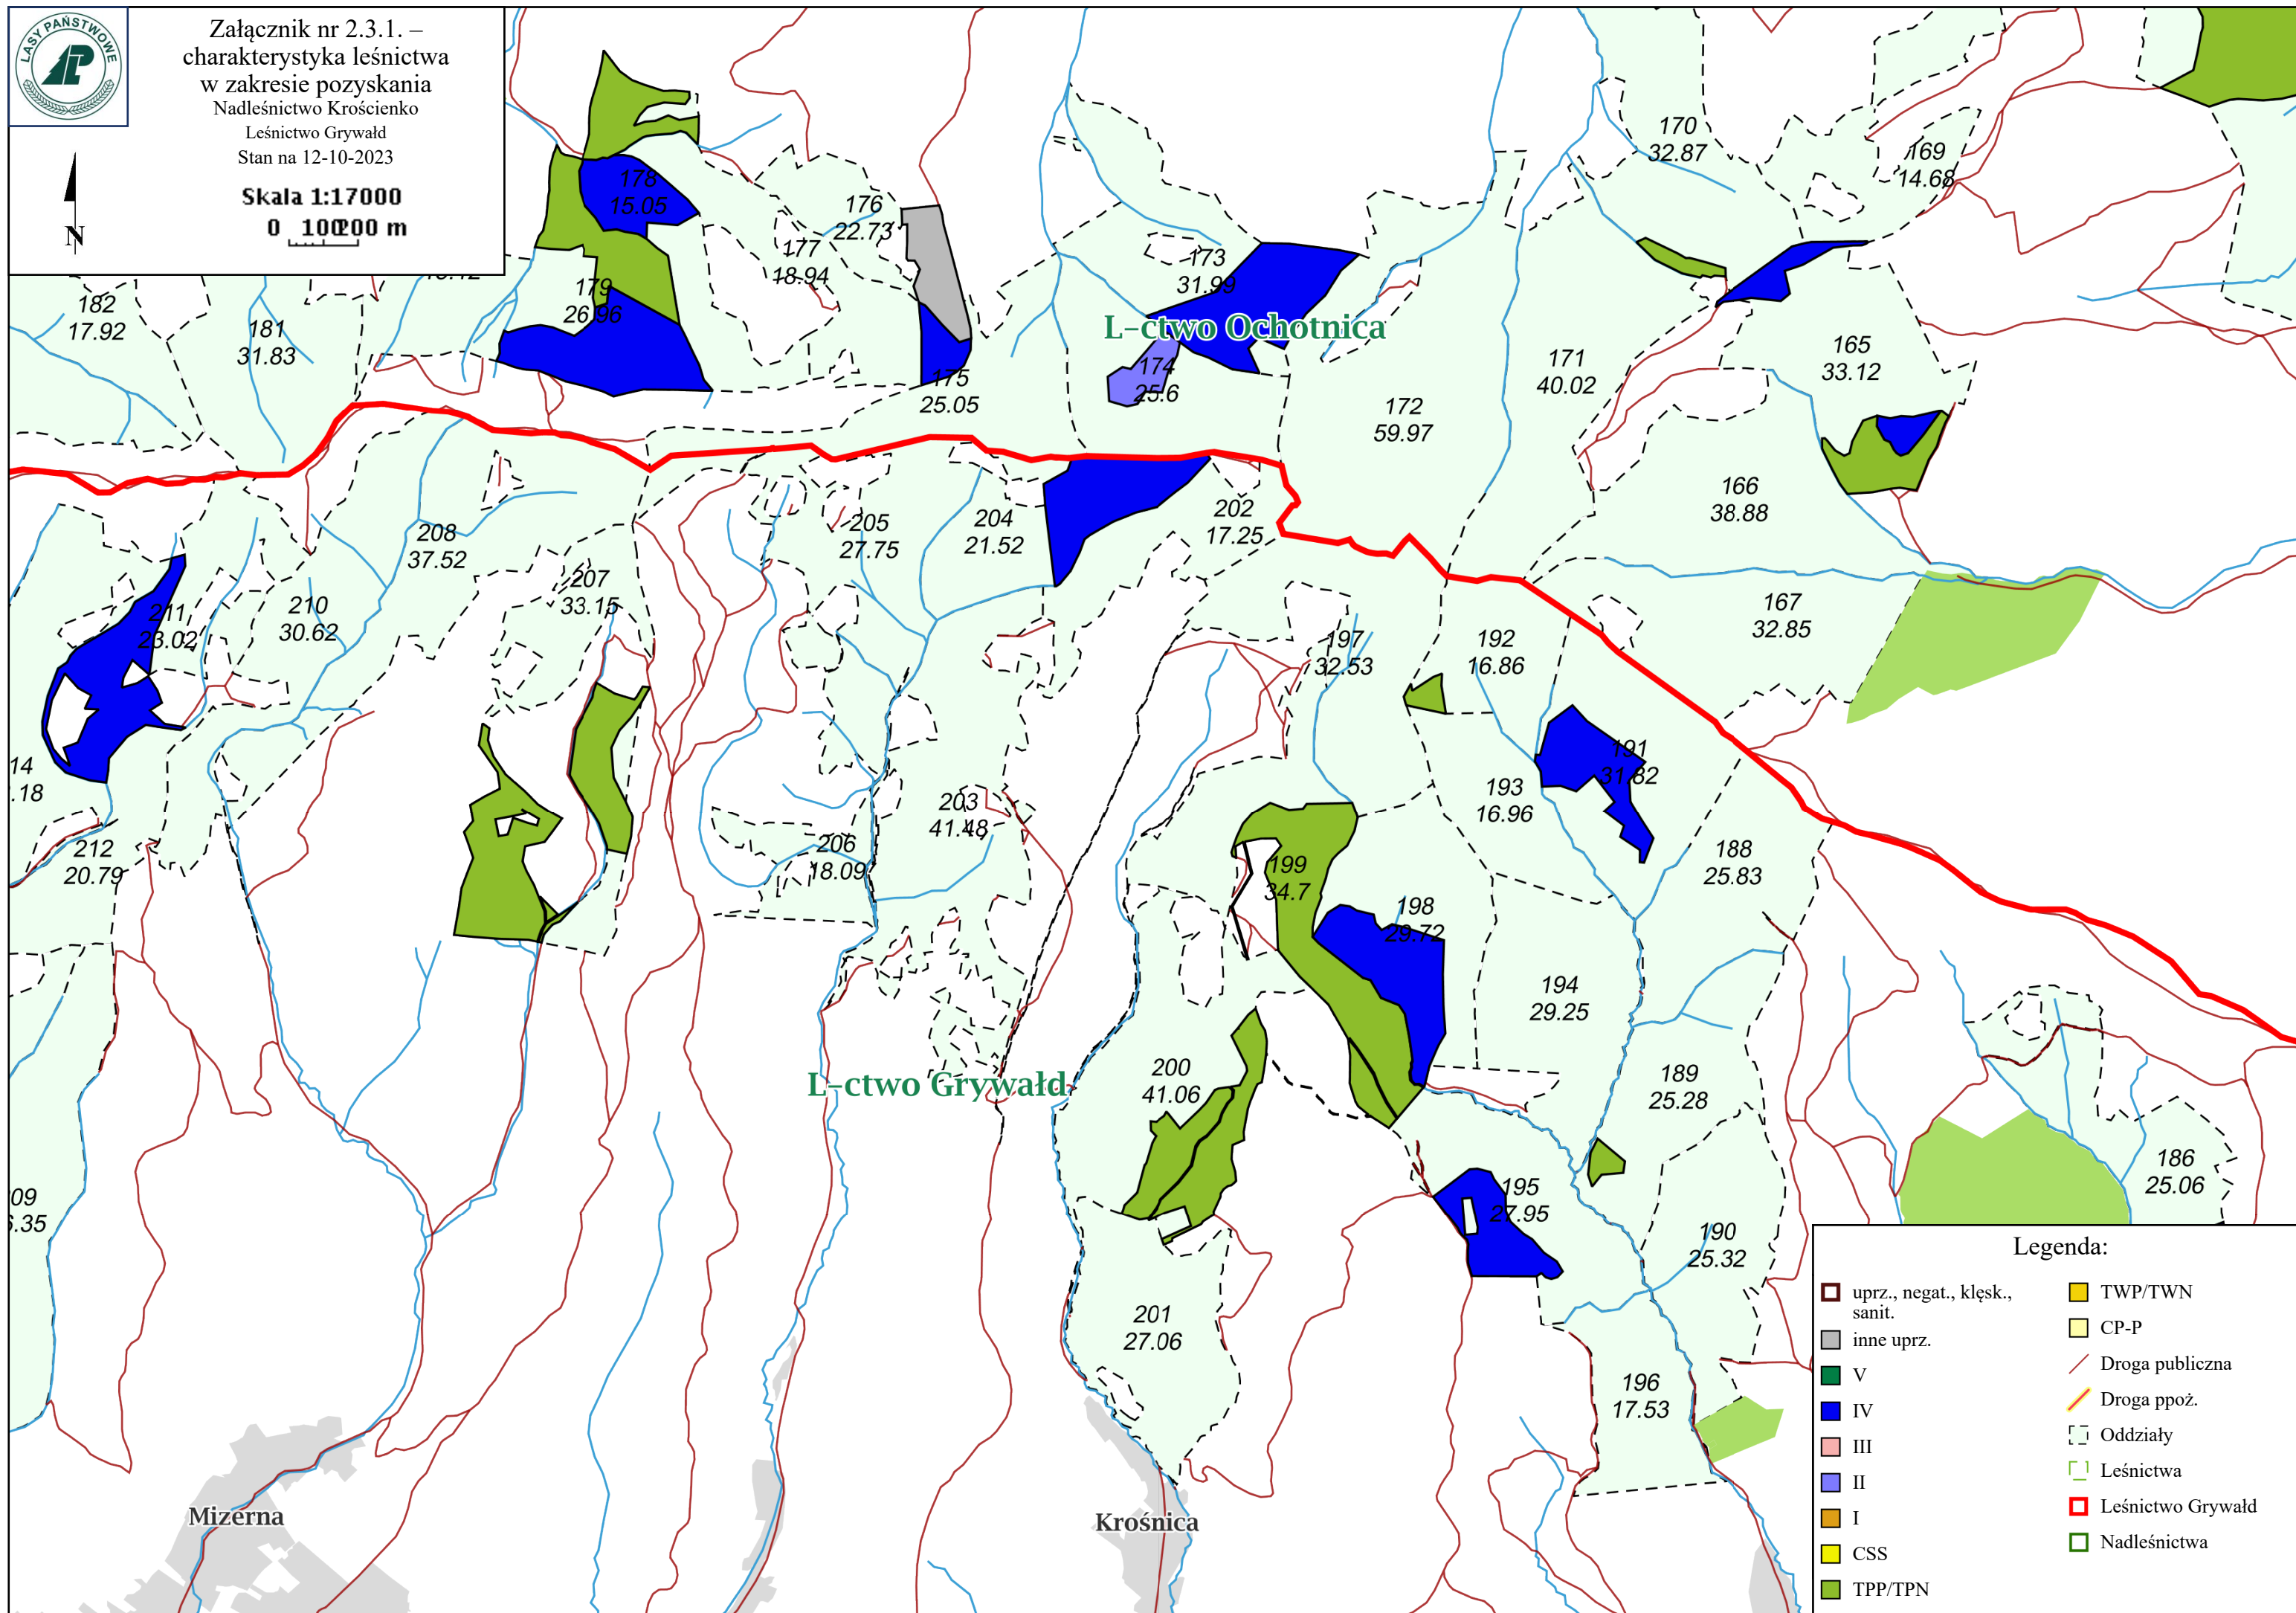 LASY PAŃSTWOWE
LP
Załącznik nr 2.3.1. –
charakterystyka leśnictwa
w zakresie pozyskania
Nadleśnictwo Krościenko
Leśnictwo Grywałd
Stan na 12-10-2023
Skala 1:17000
0 100 200 m
N
170
32.87
169
14.68
178
15.05
176
22.73
177
18.94
173
31.99
179
26.96
182
17.92
181
31.83
L-ctwo Ochotnica
171
40.02
165
33.12
174
25.6
175
25.05
172
59.97
166
38.88
208
37.52
205
27.75
204
21.52
202
17.25
207
33.15
211
23.02
210
30.62
167
32.85
197
32.53
192
16.86
191
31.82
14
.18
193
16.96
203
41.48
206
18.09
212
20.79
199
34.7
188
25.83
198
29.72
194
29.25
200
41.06
L-ctwo Grywałd
189
25.28
186
25.06
09
.35
195
27.95
190
25.32
201
27.06
196
17.53
Mizerna
Krośnica
Legenda:
uprz., negat., klęsk.,
sanit.
inne uprz.
V
IV
III
II
I
CSS
TPP/TPN
TWP/TWN
CP-P
Droga publiczna
Droga ppoż.
Oddziały
Leśnictwa
Leśnictwo Grywałd
Nadleśnictwa